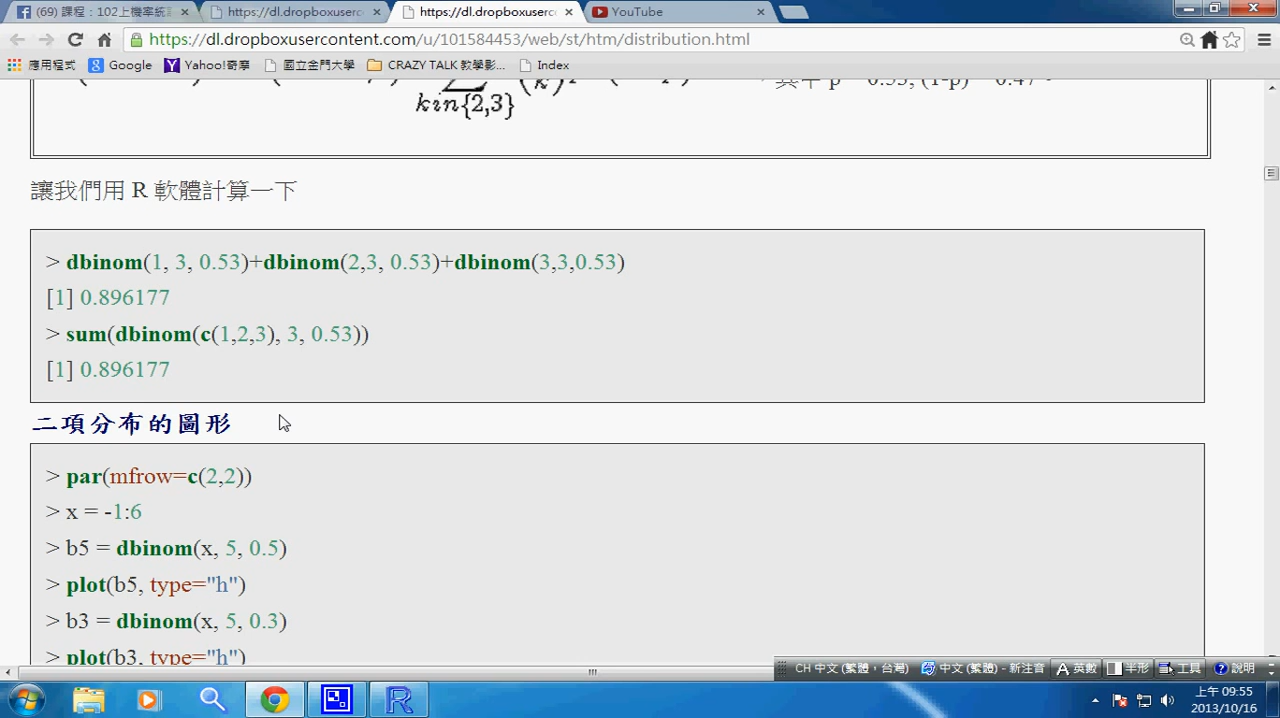 (69) 課程：102上機率統
https://dl.dropboxuserc
https://dl.dropboxuserc
YouTube
https://dl.dropboxusercontent.com/u/101584453/web/st/htm/distribution.html
應用程式 Google Yahoo!奇摩 國立金門大學 CRAZY TALK 教學影... Index
kin{2,3}
讓我們用 R 軟體計算一下
> dbinom(1, 3, 0.53)+dbinom(2,3, 0.53)+dbinom(3,3,0.53)
[1] 0.896177
> sum(dbinom(c(1,2,3), 3, 0.53))
[1] 0.896177
二項分布的圖形
> par(mfrow=c(2,2))
> x = -1:6
> b5 = dbinom(x, 5, 0.5)
> plot(b5, type="h")
> b3 = dbinom(x, 5, 0.3)
> plot(b3, type="h")
CH 中文 (繁體，台灣) 中文 (繁體) - 新注音 英數 半形 工具 說明
上午 09:55
2013/10/16